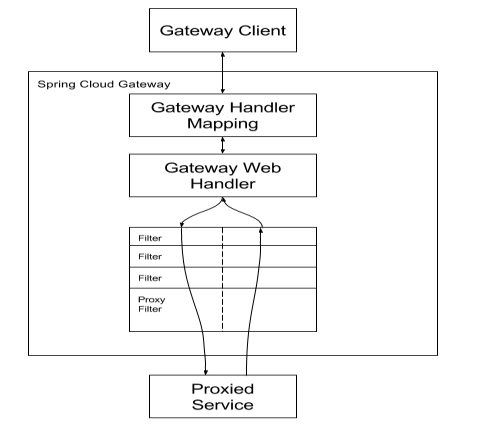 Gateway Client
Spring Cloud Gateway
Gateway Handler
Mapping
Gateway Web
Handler
Filter
Filter
Filter
Proxy
Filter
Proxied
Service